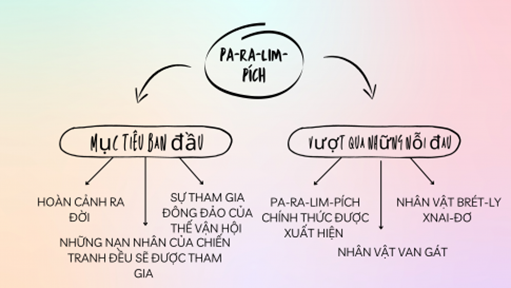 PA-RA-LIM-
PÍCH
MỤC TIÊU BAN ĐẦU
VƯỢT QUA NHỮNG NỖI ĐAU
HOÀN CẢNH RA
ĐỜI
NHỮNG NẠN NHÂN CỦA CHIẾN
TRANH ĐỀU SẼ ĐƯỢC THAM
GIA
SỰ THAM GIA
ĐÔNG ĐẢO CỦA
THẾ VẬN HỘI
PA-RA-LIM-PÍCH
CHÍNH THỨC ĐƯỢC
XUẤT HIỆN
NHÂN VẬT VAN GÁT
NHÂN VẬT BRÉT-LY
XNAI-ĐƠ